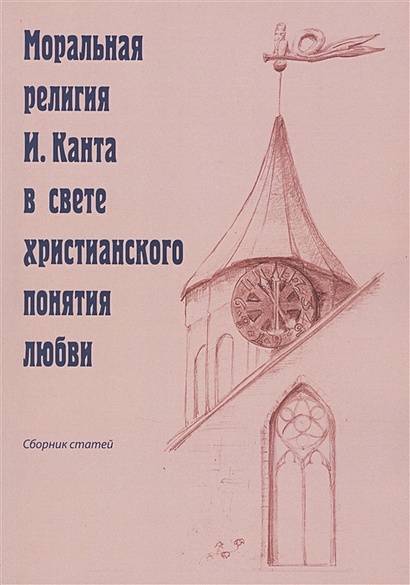 Моральная
религия
И. Канта
в свете
христианского
понятия
любви
Сборник статей